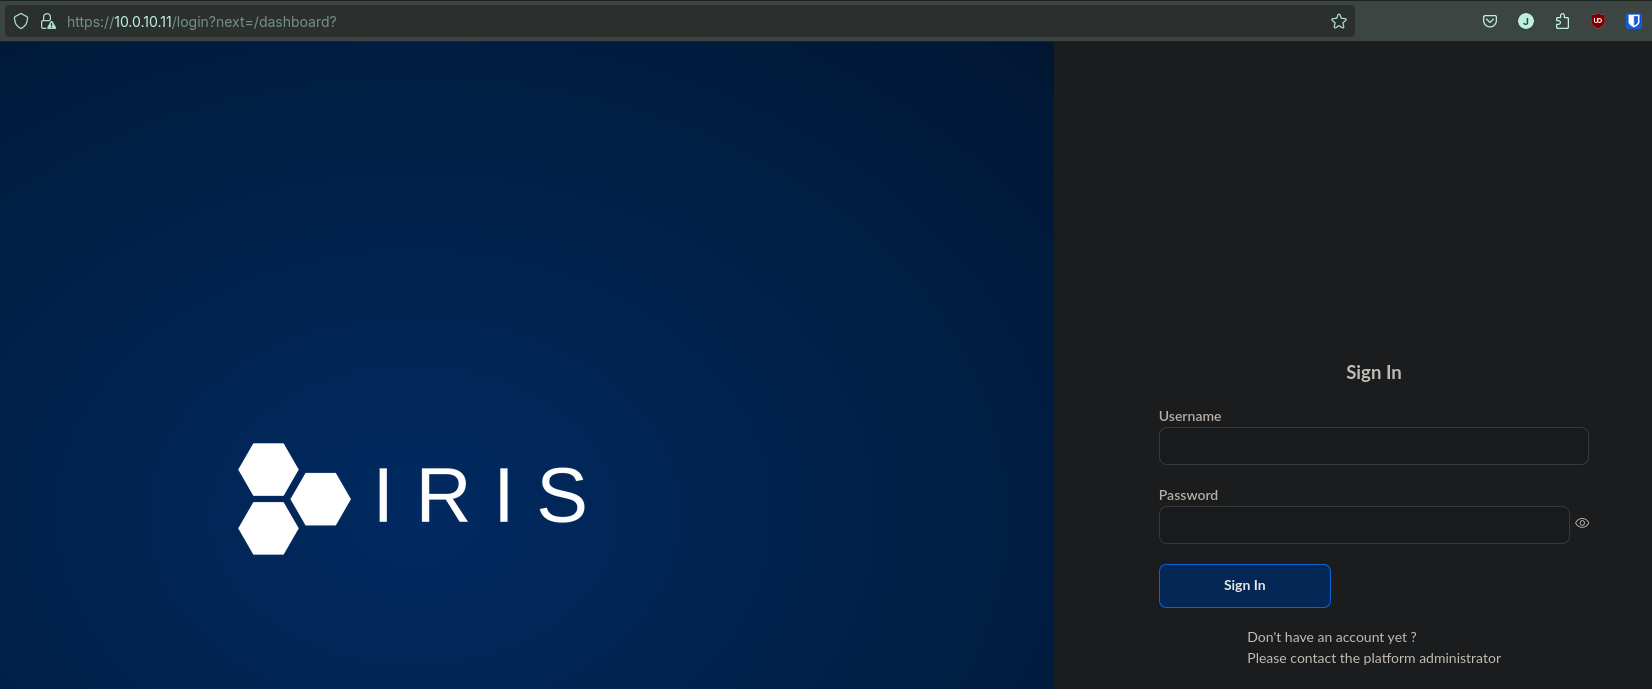 https://10.0.10.11/login?next=/dashboard?
IRIS
Sign In
Username
Password
Sign In
Don't have an account yet ?
Please contact the platform administrator